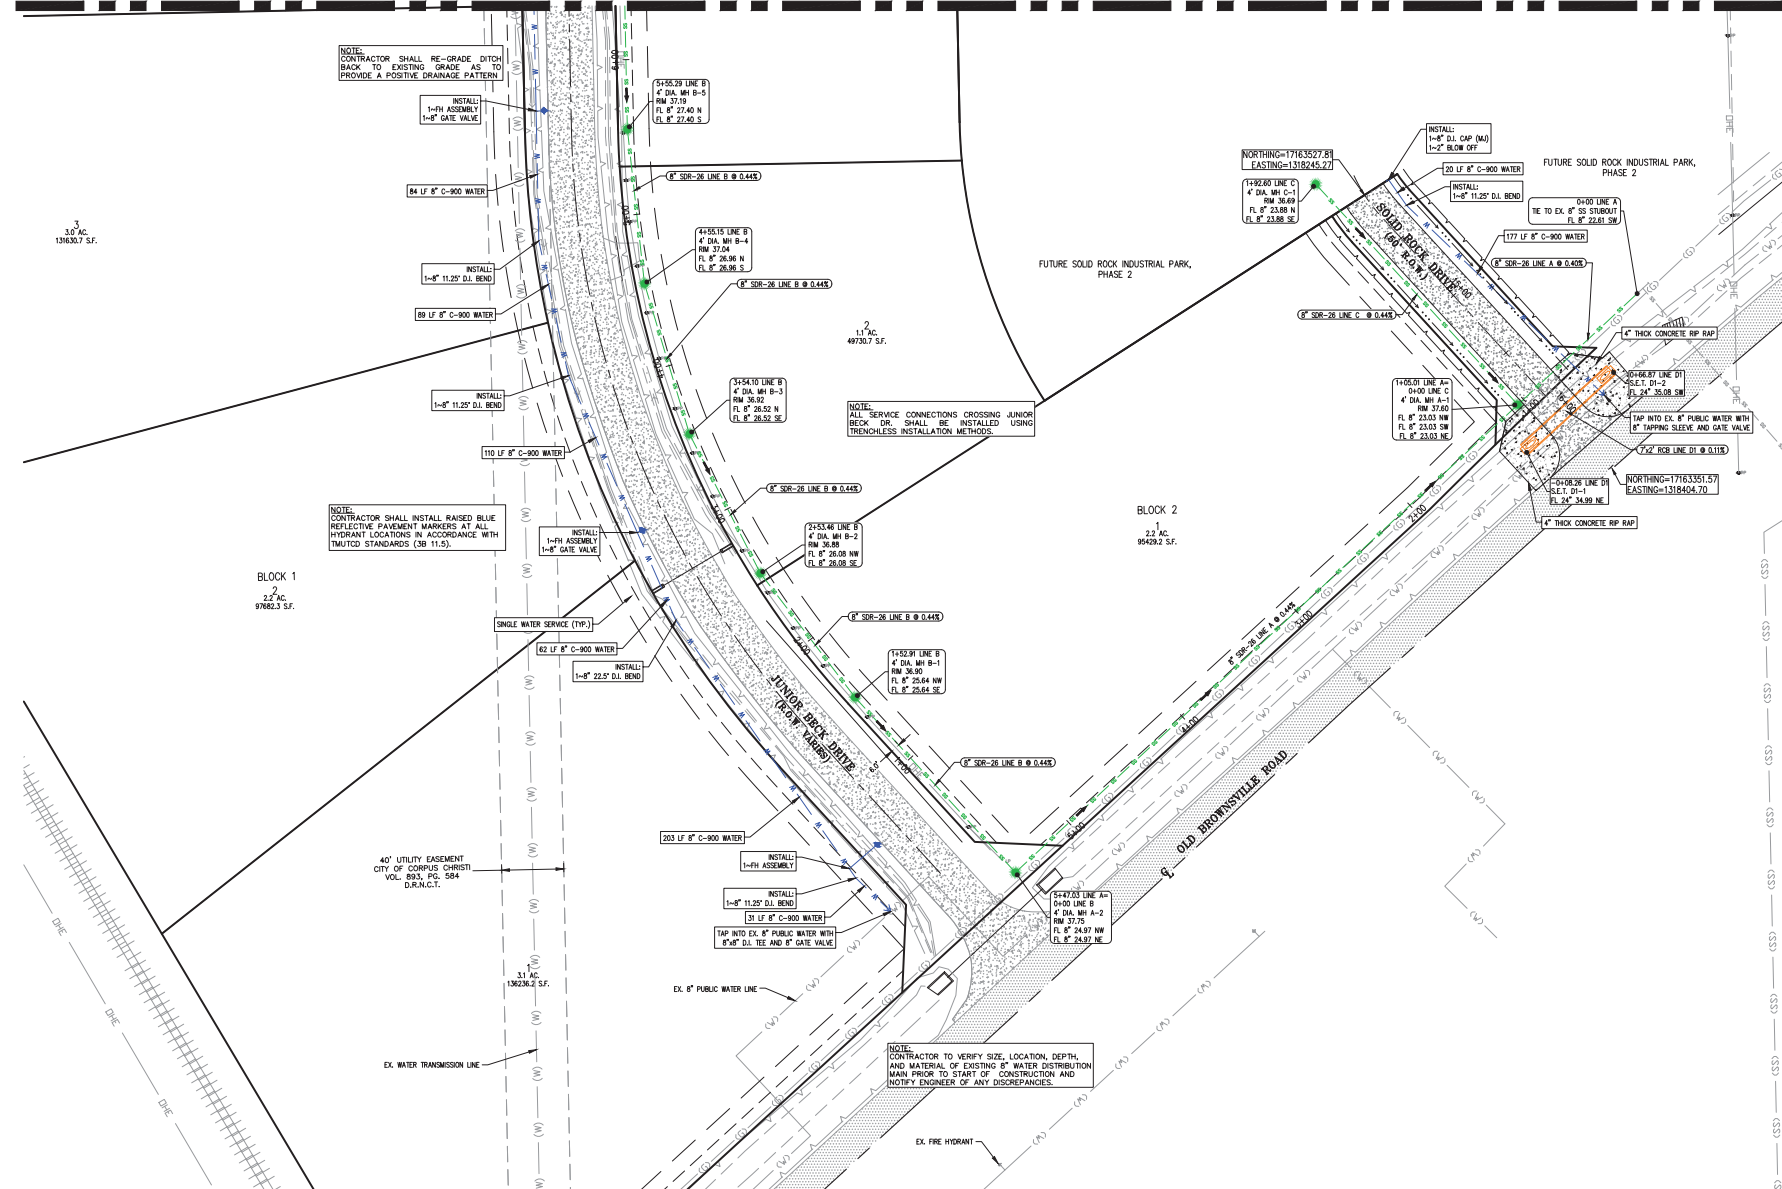 NOTE:
CONTRACTOR SHALL RE-GRADE DITCH
BACK TO EXISTING GRADE AS TO
PROVIDE A POSITIVE DRAINAGE PATTERN
INSTALL:
1~FH ASSEMBLY
1~8" GATE VALVE
84 LF 8" C-900 WATER
INSTALL:
1~8" 11.25° D.I. BEND
89 LF 8" C-900 WATER
INSTALL:
1~8" 11.25° D.I. BEND
110 LF 8" C-900 WATER
NOTE:
CONTRACTOR SHALL INSTALL RAISED BLUE
REFLECTIVE PAVEMENT MARKERS AT ALL
HYDRANT LOCATIONS IN ACCORDANCE WITH
TMUTCD STANDARDS (3B 11.5).
INSTALL:
1~FH ASSEMBLY
1~8" GATE VALVE
SINGLE WATER SERVICE (TYP.)
62 LF 8" C-900 WATER
INSTALL:
1~8" 22.5° D.I. BEND
203 LF 8" C-900 WATER
INSTALL:
1~FH ASSEMBLY
INSTALL:
1~8" 11.25° D.I. BEND
31 LF 8" C-900 WATER
TAP INTO EX. 8" PUBLIC WATER WITH
8"x8" D.I. TEE AND 8" GATE VALVE
3
3.0 AC.
131630.7 S.F.
BLOCK 1
2
2.2 AC.
97682.3 S.F.
40' UTILITY EASEMENT
CITY OF CORPUS CHRISTI
VOL. 893, PG. 584
D.R.N.C.T.
1
3.1 AC.
136236.2 S.F.
EX. 8" PUBLIC WATER LINE
EX. WATER TRANSMISSION LINE
EX. FIRE HYDRANT
NOTE:
CONTRACTOR TO VERIFY SIZE, LOCATION, DEPTH,
AND MATERIAL OF EXISTING 8" WATER DISTRIBUTION
MAIN PRIOR TO START OF CONSTRUCTION AND
NOTIFY ENGINEER OF ANY DISCREPANCIES.
5+55.29 LINE B
4' DIA. MH B-5
RIM 37.19
FL 8" 27.40 N
FL 8" 27.40 S
8" SDR-26 LINE B @ 0.44%
4+55.15 LINE B
4' DIA. MH B-4
RIM 37.04
FL 8" 26.96 N
FL 8" 26.96 S
8" SDR-26 LINE B @ 0.44%
3+54.10 LINE B
4' DIA. MH B-3
RIM 36.92
FL 8" 26.52 N
FL 8" 26.52 SE
8" SDR-26 LINE B @ 0.44%
2+53.46 LINE B
4' DIA. MH B-2
RIM 36.88
FL 8" 26.08 NW
FL 8" 26.08 SE
8" SDR-26 LINE B @ 0.44%
1+52.91 LINE B
4' DIA. MH B-1
RIM 36.90
FL 8" 25.64 NW
FL 8" 25.64 SE
8" SDR-26 LINE B @ 0.44%
5+47.03 LINE A=
0+00 LINE B
4' DIA. MH A-2
RIM 37.75
FL 8" 24.97 NW
FL 8" 24.97 NE
6+00
5+00
4+00
3+00
2+00
1+00
6.0'
JUNIOR BECK DRIVE
(R.O.W. VARIES)
2
1.1 AC.
49730.7 S.F.
NOTE:
ALL SERVICE CONNECTIONS CROSSING JUNIOR
BECK DR. SHALL BE INSTALLED USING
TRENCHLESS INSTALLATION METHODS.
FUTURE SOLID ROCK INDUSTRIAL PARK,
PHASE 2
BLOCK 2
1
2.2 AC.
95429.2 S.F.
8" SDR-26 LINE A @ 0.44%
2+00
3+00
4+00
5+00
OLD BROWNSVILLE ROAD
NORTHING=17163527.81
EASTING=1318245.27
1+92.60 LINE C
4' DIA. MH C-1
RIM 36.69
FL 8" 23.88 N
FL 8" 23.88 SE
INSTALL:
1~8" D.I. CAP (MJ)
1~2" BLOW OFF
20 LF 8" C-900 WATER
INSTALL:
1~8" 11.25° D.I. BEND
FUTURE SOLID ROCK INDUSTRIAL PARK,
PHASE 2
0+00 LINE A
TIE TO EX. 8" SS STUBOUT
FL 8" 22.61 SW
177 LF 8" C-900 WATER
8" SDR-26 LINE A @ 0.40%
SOLID ROCK DRIVE
(60' R.O.W.)
8" SDR-26 LINE C @ 0.44%
4" THICK CONCRETE RIP RAP
1+05.01 LINE A=
0+00 LINE C
4' DIA. MH A-1
RIM 37.60
FL 8" 23.03 NW
FL 8" 23.03 SW
FL 8" 23.03 NE
0+66.87 LINE D1
S.E.T. D1-2
FL 24" 35.08 SW
TAP INTO EX. 8" PUBLIC WATER WITH
8" TAPPING SLEEVE AND GATE VALVE
7'x2' RCB LINE D1 @ 0.11%
NORTHING=17163351.57
EASTING=1318404.70
-0+08.26 LINE D1
S.E.T. D1-1
FL 24" 34.99 NE
4" THICK CONCRETE RIP RAP
OHE
OHE
OHE